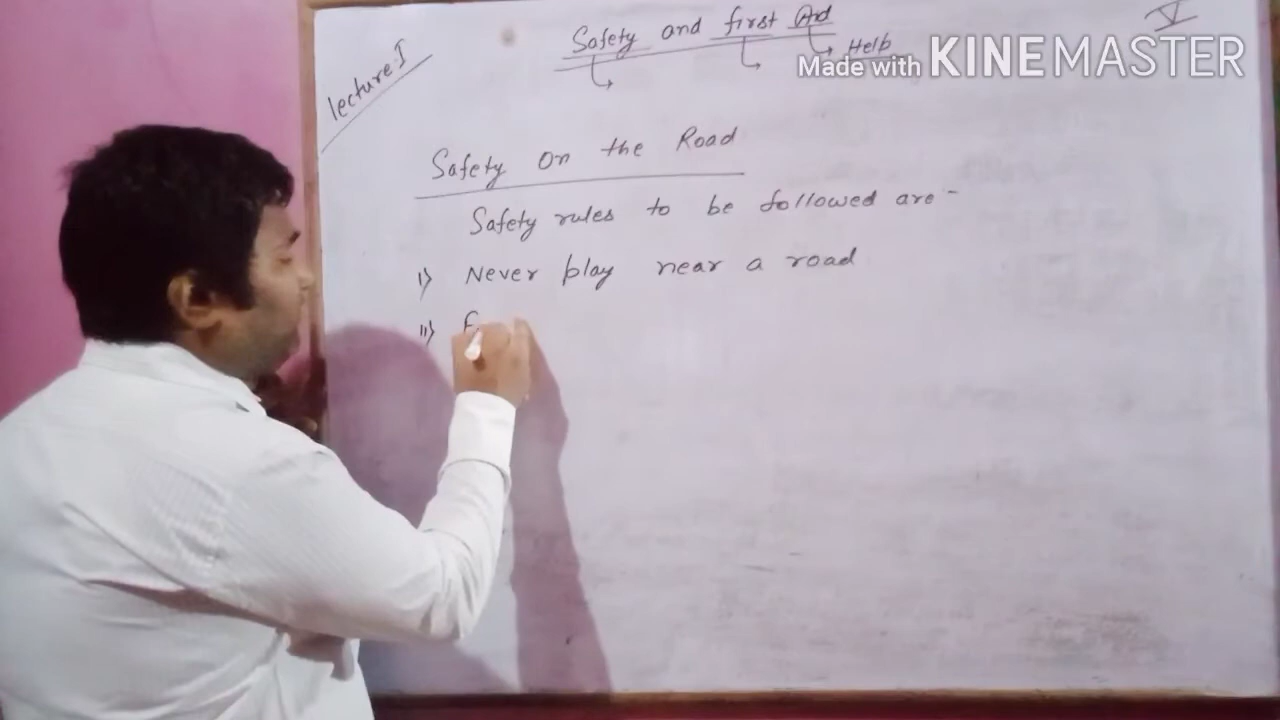 Safety and first Aid
V
Help
Made with KINEMASTER
lecture-I
Safety on the Road
Safety rules to be followed are -
i) Never play near a road
ii) F